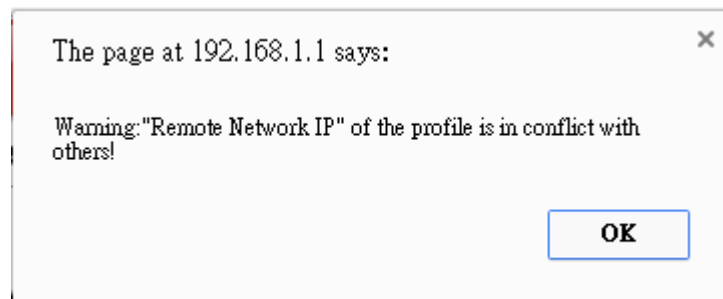 The page at 192.168.1.1 says:
Warning:"Remote Network IP" of the profile is in conflict with
others!
OK